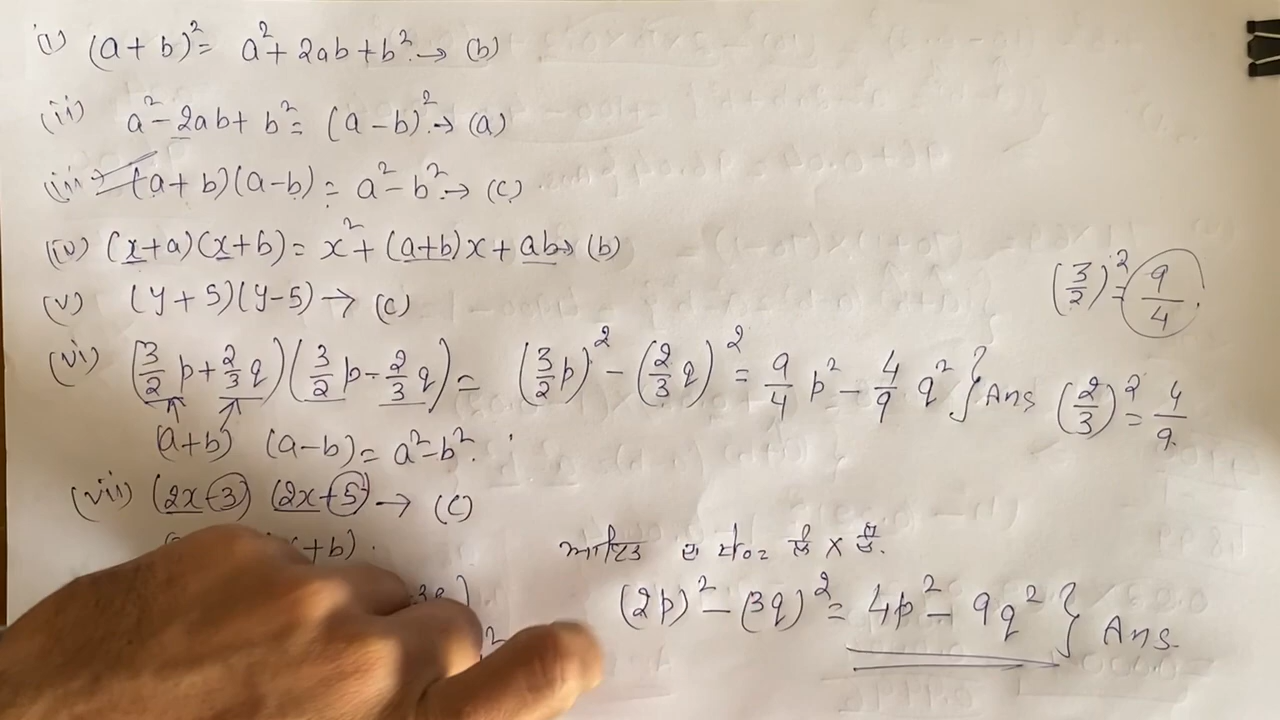 (i) (a+b)² = a² + 2ab + b² → (b)
(ii) a² - 2ab + b² = (a-b)² → (a)
(iii) (a+b)(a-b) = a² - b² → (c)
(iv) (x+a)(x+b) = x² + (a+b)x + ab → (b)
(v) (y+5)(y-5) → (c)
(3/2)² = 9/4
(vi) (3/2 p + 2/3 q)(3/2 p - 2/3 q) = (3/2 p)² - (2/3 q)² = 9/4 p² - 4/9 q² } Ans
(2/3)² = 4/9
(a+b) (a-b) = a² - b²
(vii) (2x-3) (2x+5) → (c)
+b)
(2p)² - (3q)² = 4p² - 9q² } Ans